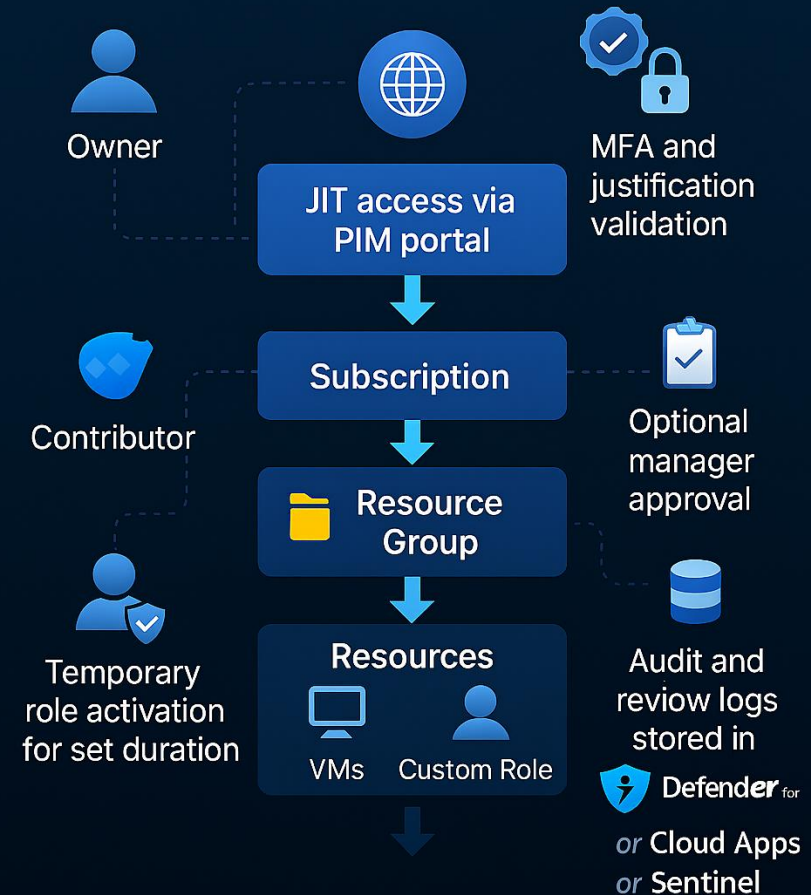 Owner
JIT access via
PIM portal
MFA and
justification
validation
Subscription
Contributor
Optional
manager
approval
Resource
Group
Temporary
role activation
for set duration
Resources
VMs
Custom Role
Audit and
review logs
stored in
Defender for
or Cloud Apps
or Sentinel